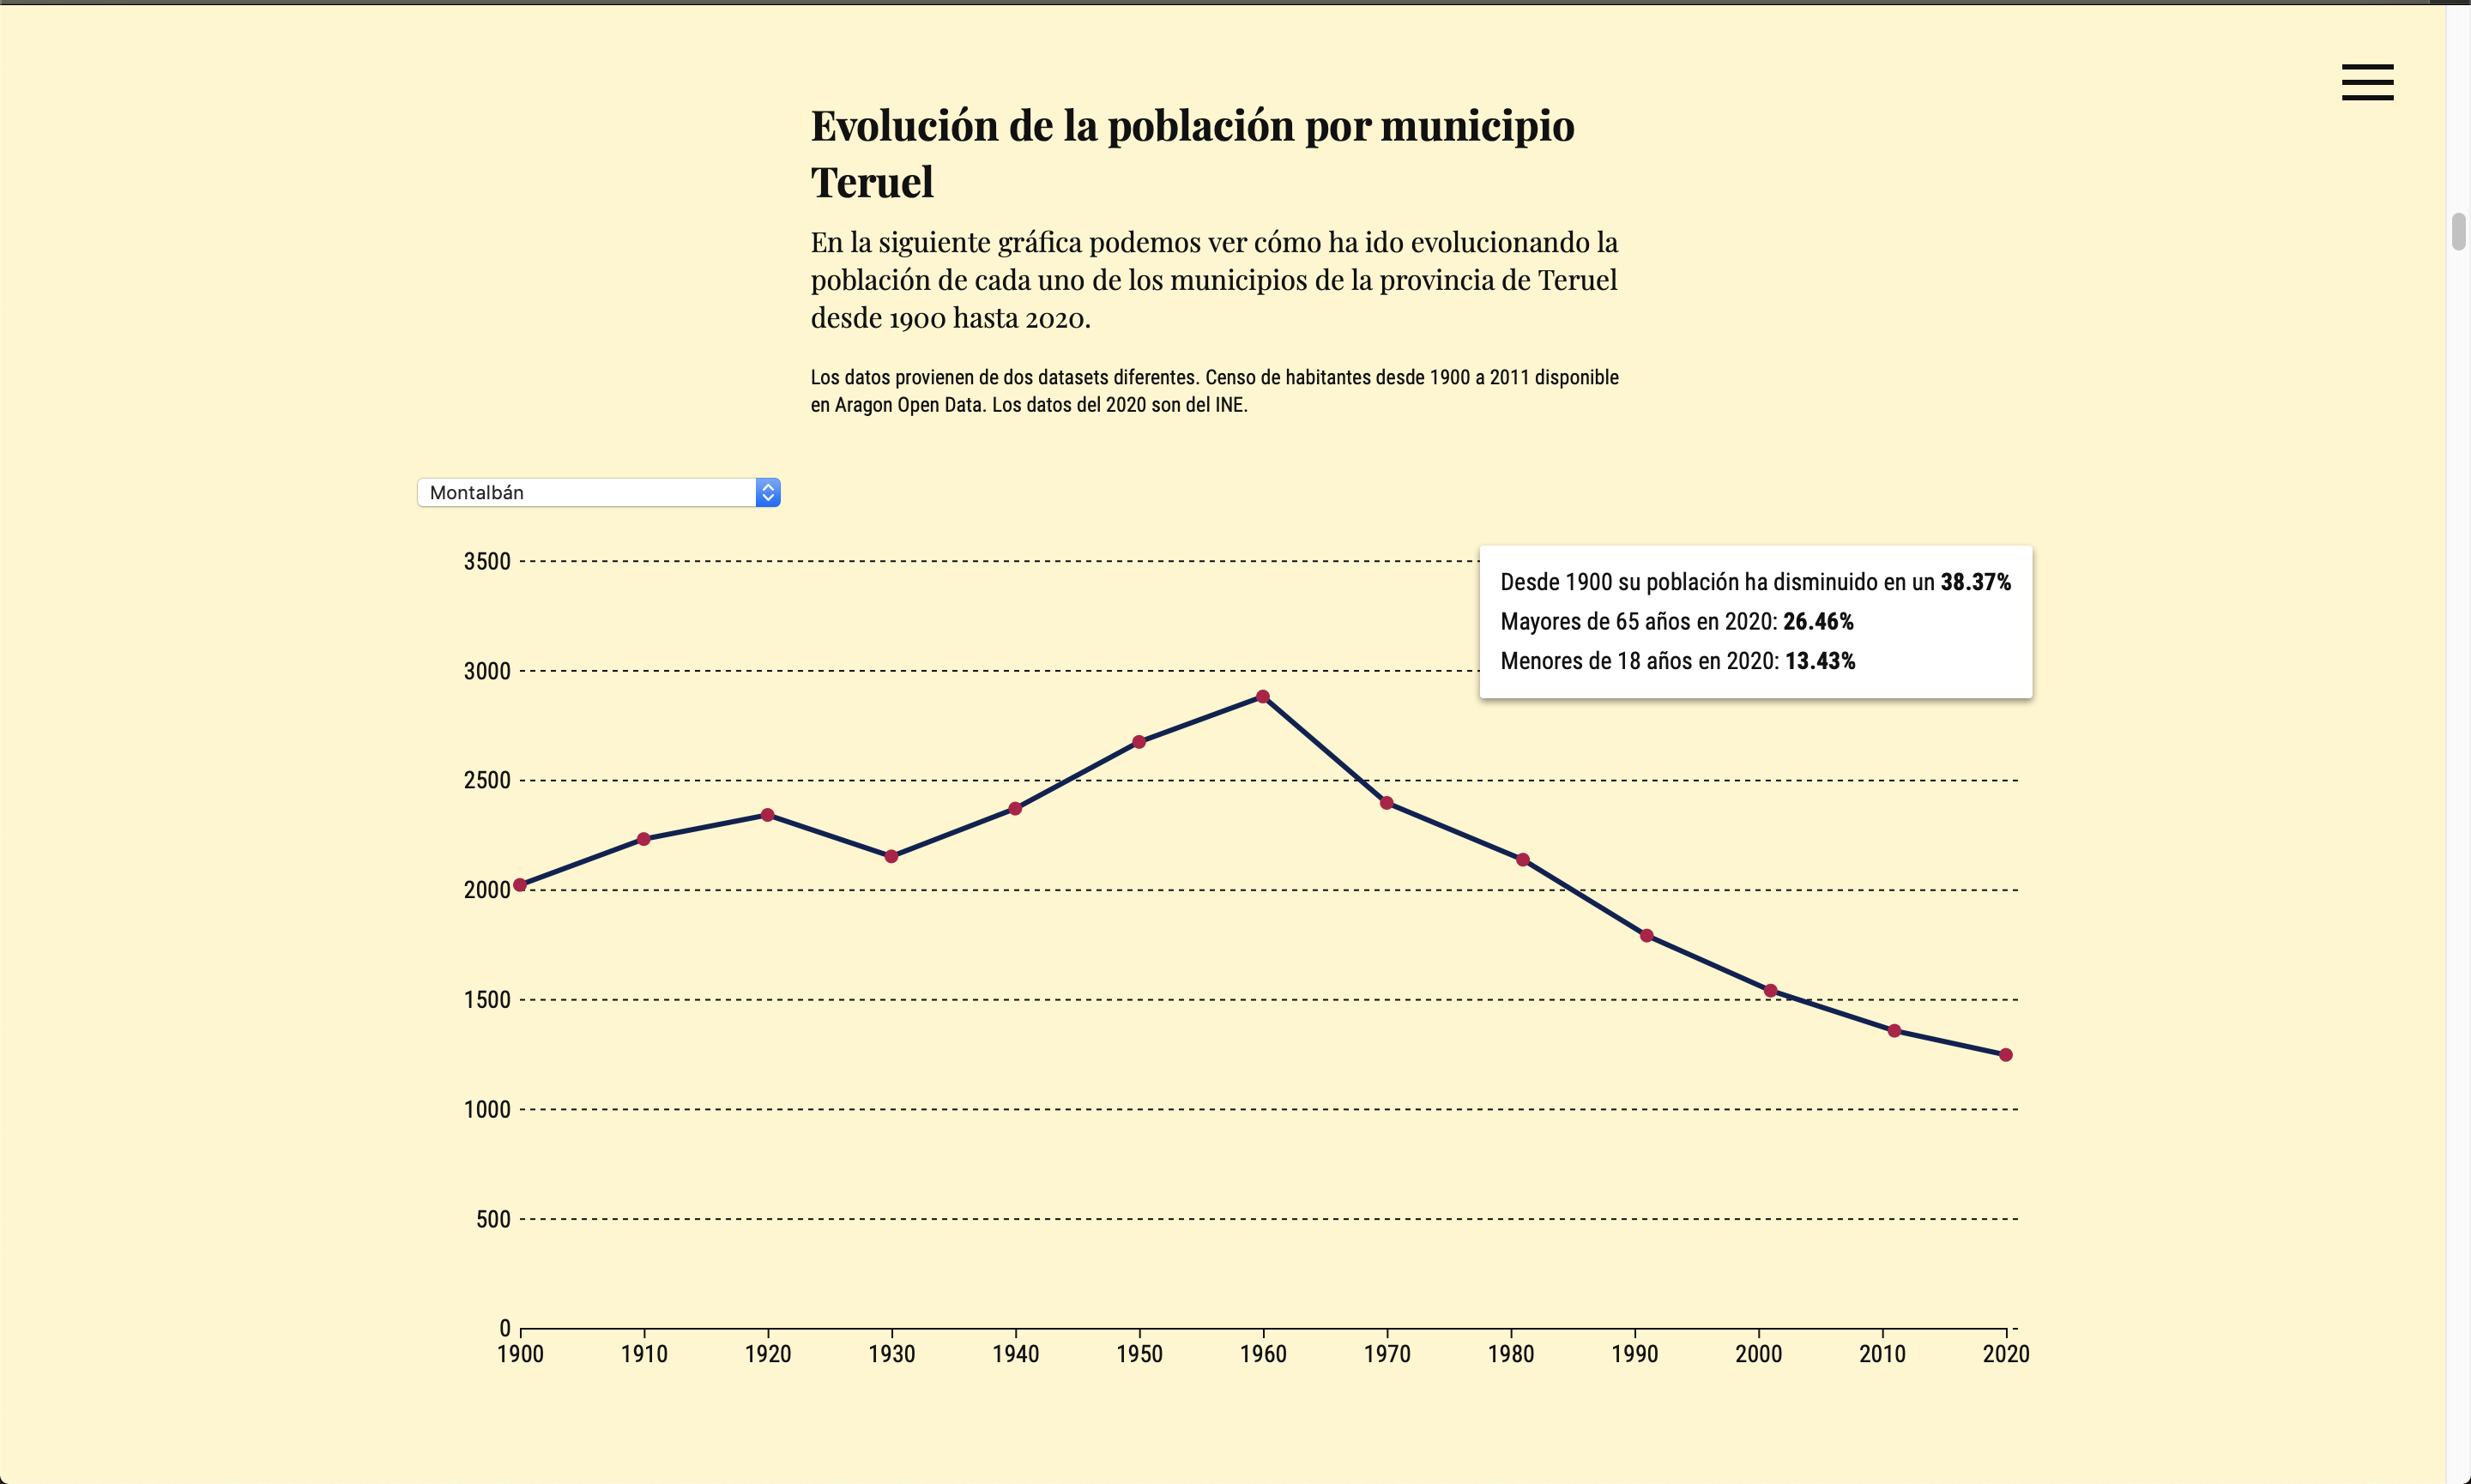 Evolución de la población por municipio
Teruel
En la siguiente gráfica podemos ver cómo ha ido evolucionando la
población de cada uno de los municipios de la provincia de Teruel
desde 1900 hasta 2020.
Los datos provienen de dos datasets diferentes. Censo de habitantes desde 1900 a 2011 disponible
en Aragon Open Data. Los datos del 2020 son del INE.
Montalbán
Desde 1900 su población ha disminuido en un 38.37%
Mayores de 65 años en 2020: 26.46%
Menores de 18 años en 2020: 13.43%
3500
3000
2500
2000
1500
1000
500
0
1900 1910 1920 1930 1940 1950 1960 1970 1980 1990 2000 2010 2020